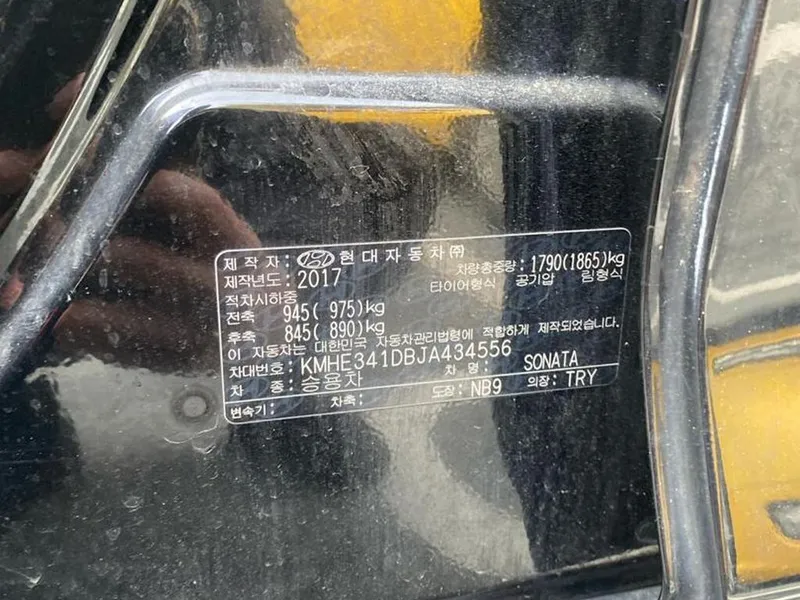 제작자: 현대자동차㈜ 차량총중량: 1790(1865)kg
제작년도: 2017 타이어형식 공기압 림형식
적차시하중
전축 945( 975)kg
후축 845( 890)kg
이 자동차는 대한민국 자동차관리법령에 적합하게 제작되었습니다.
차대번호: KMHE341DBJA434556
차 종: 승용차 차 명: SONATA
변속기: 차축: 도장: NB9 의장: TRY